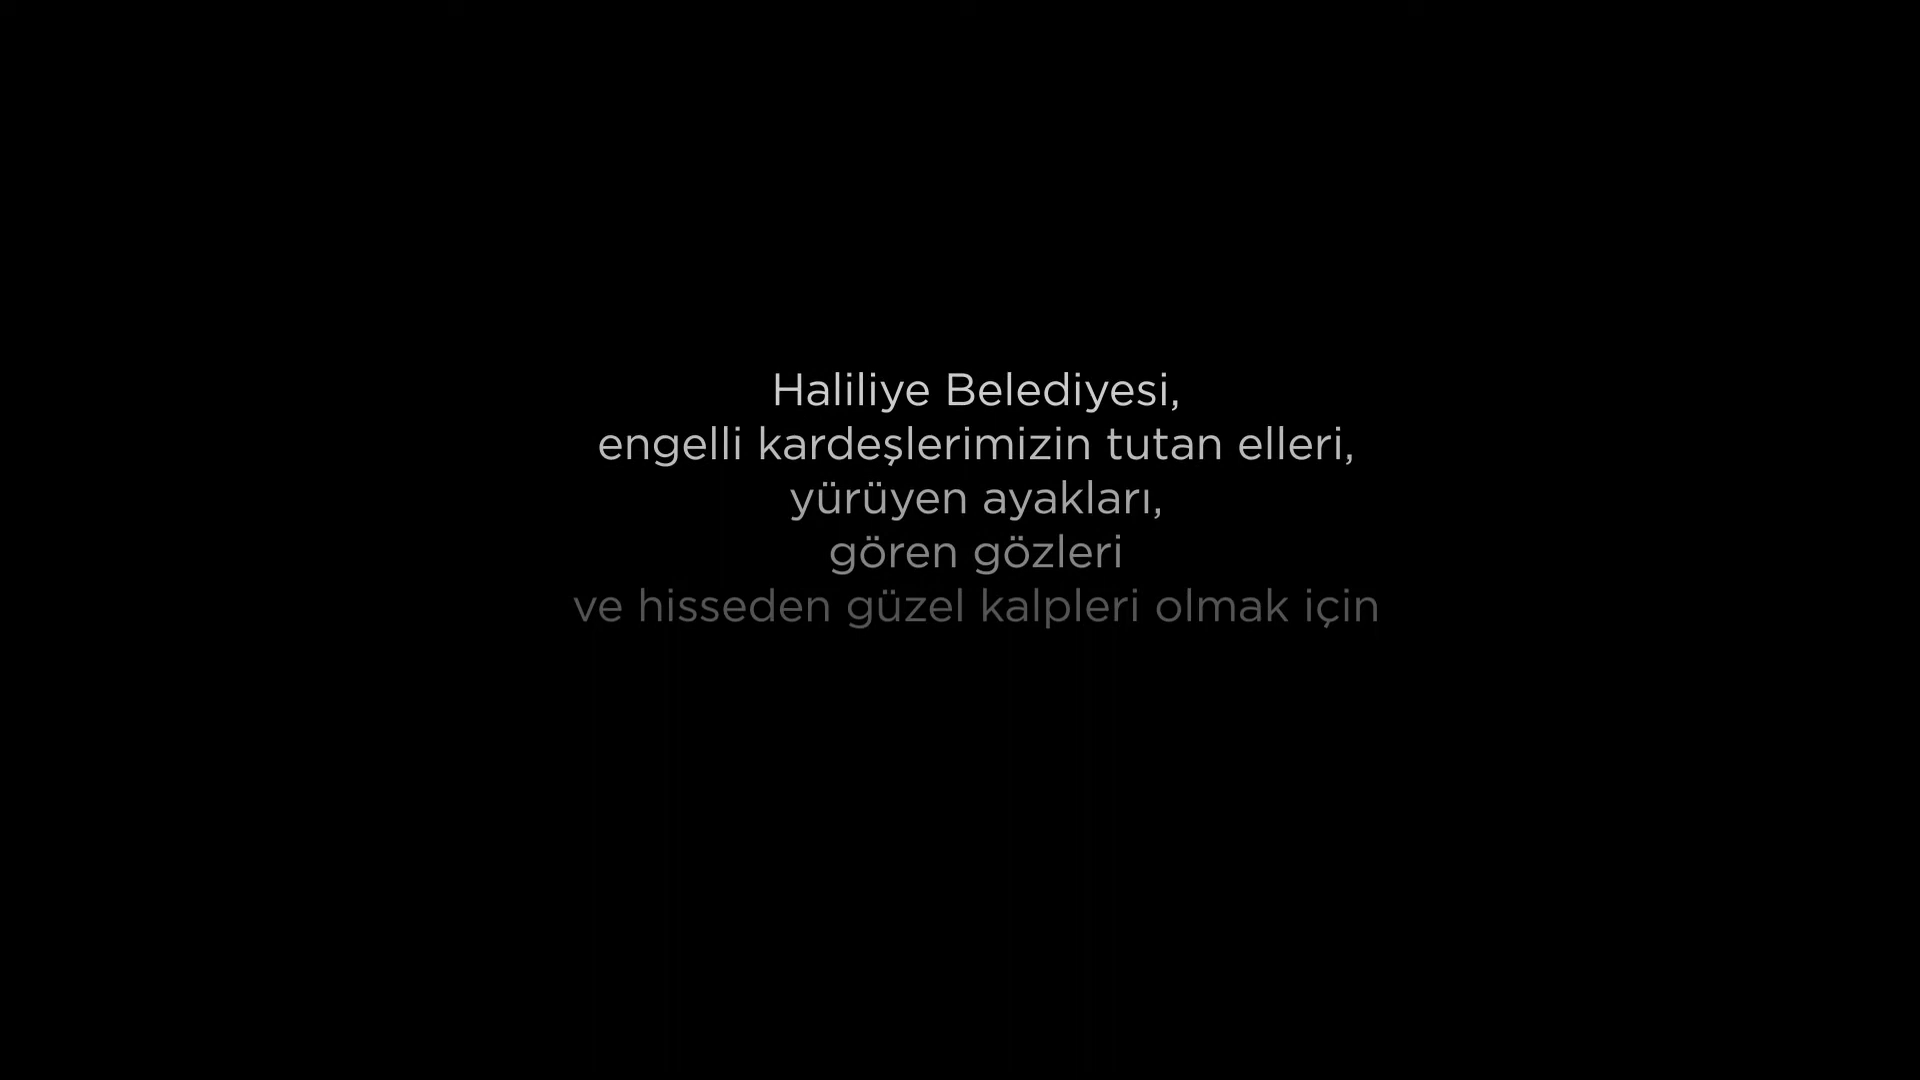 Haliliye Belediyesi,
engelli kardeşlerimizin tutan elleri,
yürüyen ayakları,
gören gözleri
ve hisseden güzel kalpleri olmak için